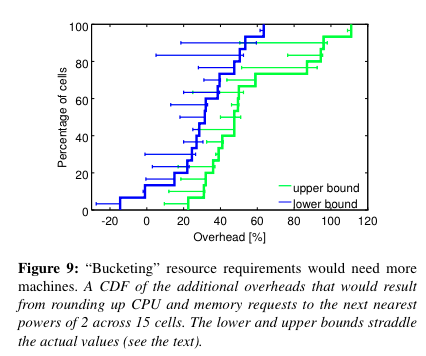 100
80
60
40
20
0
Percentage of cells
-20 0 20 40 60 80 100 120
Overhead [%]
upper bound
lower bound
Figure 9: “Bucketing” resource requirements would need more
machines. A CDF of the additional overheads that would result
from rounding up CPU and memory requests to the next nearest
powers of 2 across 15 cells. The lower and upper bounds straddle
the actual values (see the text).